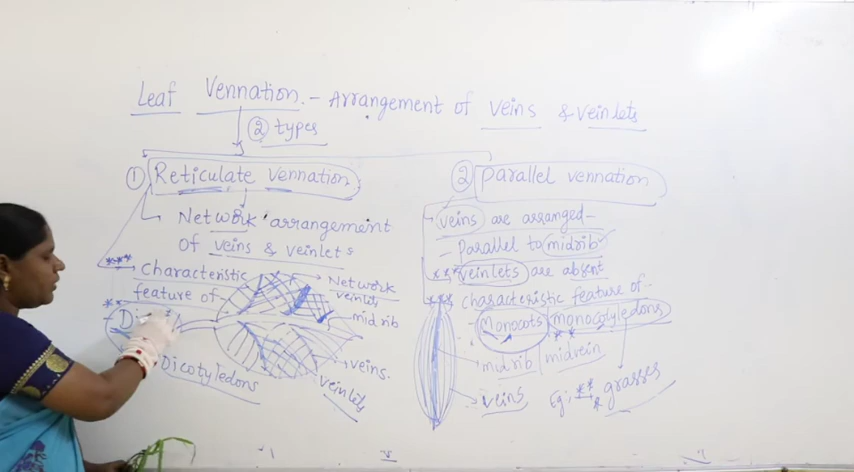 Leaf Vennation. - Arrangement of veins & veinlets
② types
① Reticulate vennation
Network arrangement
of veins & veinlets
*** characteristic
feature of-
**
Dicotyledons
Network
veinlets
midrib
veins.
veinlets
② Parallel vennation
veins are arranged-
- Parallel to midrib
*** veinlets are absent
*** characteristic feature of-
- Monocots | monocotyledons
midrib | midvein
veins
Eg; ** grasses